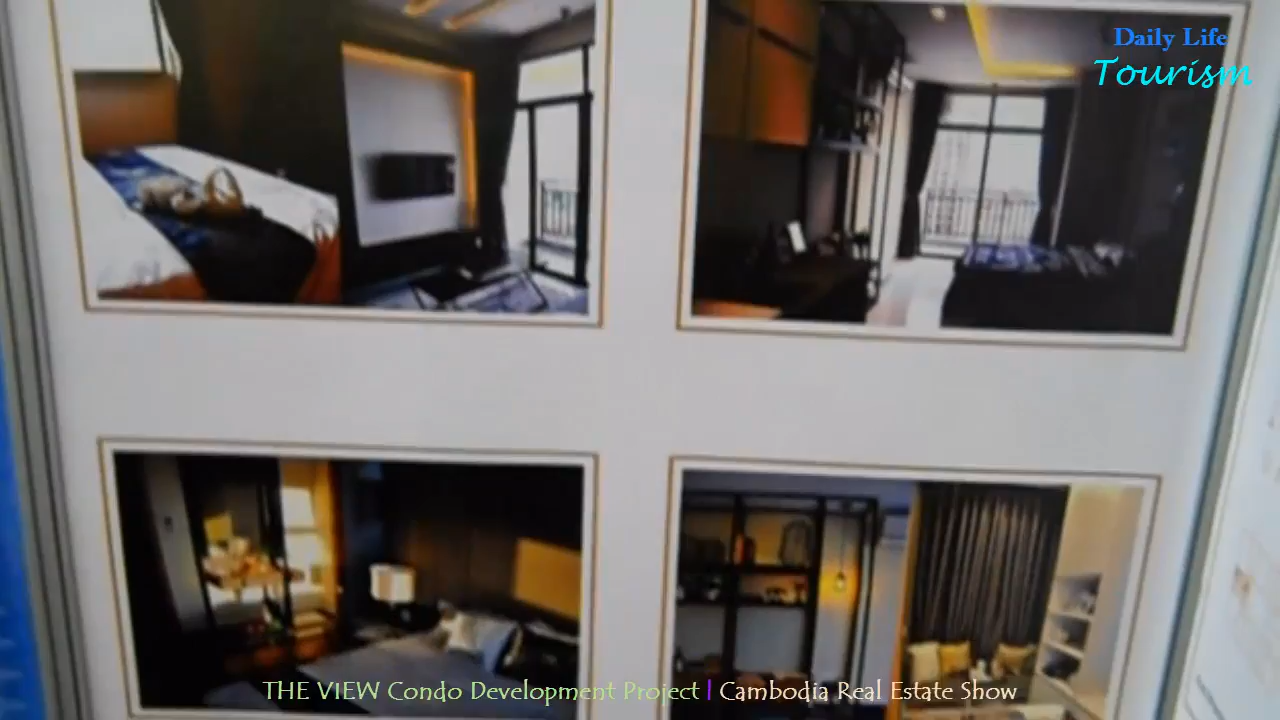 Daily Life
Tourism
THE VIEW Condo Development Project | Cambodia Real Estate Show